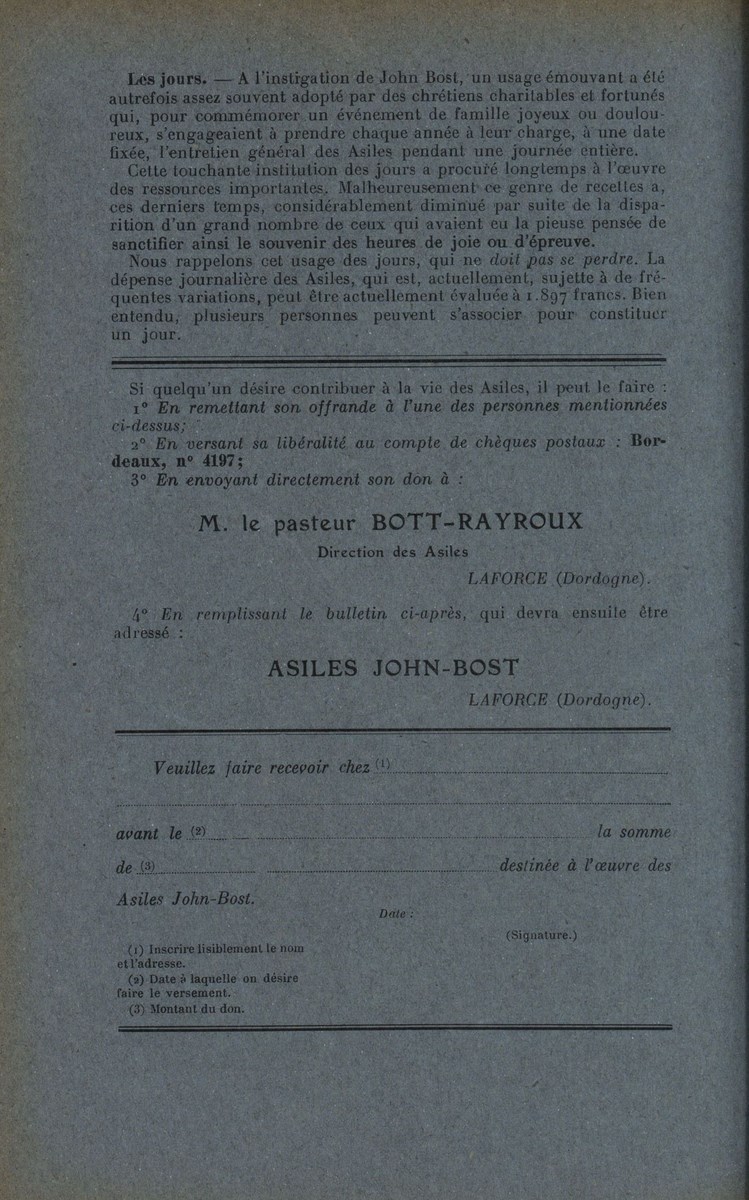 Les jours. — A l'instigation de John Bost, un usage émouvant a été
autrefois assez souvent adopté par des chrétiens charitables et fortunés
qui, pour commémorer un événement de famille joyeux ou doulou-
reux, s'engageaient à prendre chaque année à leur charge, à une date
fixée, l'entretien général des Asiles pendant une journée entière.
Cette touchante institution des jours a procuré longtemps à l'œuvre
des ressources importantes. Malheureusement ce genre de recettes a,
ces derniers temps, considérablement diminué par suite de la dispa-
rition d'un grand nombre de ceux qui avaient eu la pieuse pensée de
sanctifier ainsi le souvenir des heures de joie ou d'épreuve.
Nous rappelons cet usage des jours, qui ne doit pas se perdre. La
dépense journalière des Asiles, qui est, actuellement, sujette à de fré-
quentes variations, peut être actuellement évaluée à 1.897 francs. Bien
entendu, plusieurs personnes peuvent s'associer pour constituer
un jour.
Si quelqu'un désire contribuer à la vie des Asiles, il peut le faire :
1° En remettant son offrande à l'une des personnes mentionnées
ci-dessus;
2° En versant sa libéralité au compte de chèques postaux : Bor-
deaux, n° 4197;
3° En envoyant directement son don à :
M. le pasteur BOTT-RAYROUX
Direction des Asiles
LAFORCE (Dordogne).
4° En remplissant le bulletin ci-après, qui devra ensuite être
adressé :
ASILES JOHN-BOST
LAFORCE (Dordogne).
Veuillez faire recevoir chez (1)
avant le (2) la somme
de (3) destinée à l'œuvre des
Asiles John-Bost.
Date :
(Signature.)
(1) Inscrire lisiblement le nom
et l'adresse.
(2) Date à laquelle on désire
faire le versement.
(3) Montant du don.